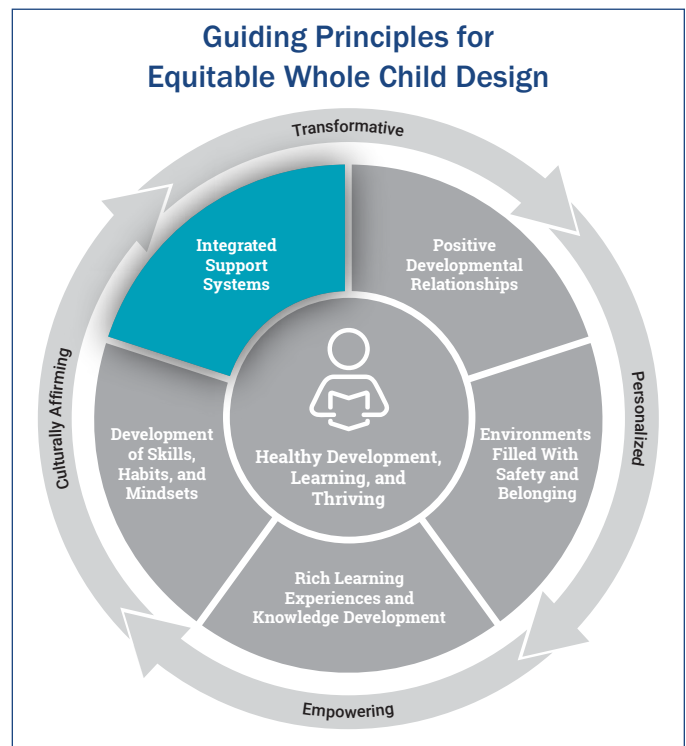 Guiding Principles for
Equitable Whole Child Design
Transformative
Integrated
Support
Systems
Positive
Developmental
Relationships
Culturally Affirming
Personalized
Development
of Skills,
Habits, and
Mindsets
Healthy Development,
Learning, and
Thriving
Environments
Filled With
Safety and
Belonging
Rich Learning
Experiences and
Knowledge Development
Empowering